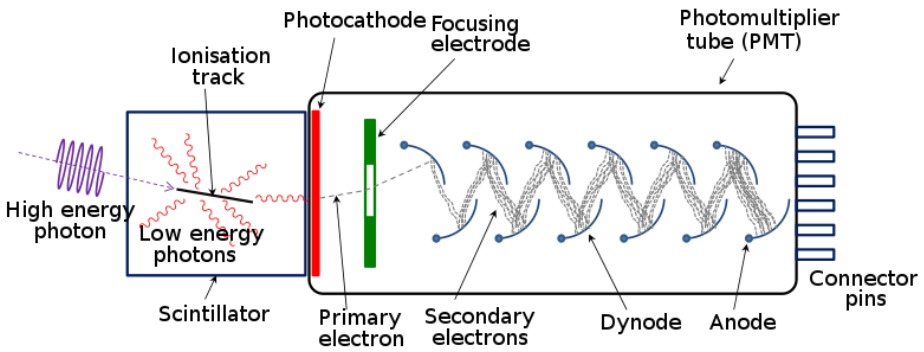 Photocathode
Focusing
electrode
Photomultiplier
tube (PMT)
Ionisation
track
High energy
photon
Low energy
photons
Scintillator
Primary
electron
Secondary
electrons
Dynode
Anode
Connector
pins